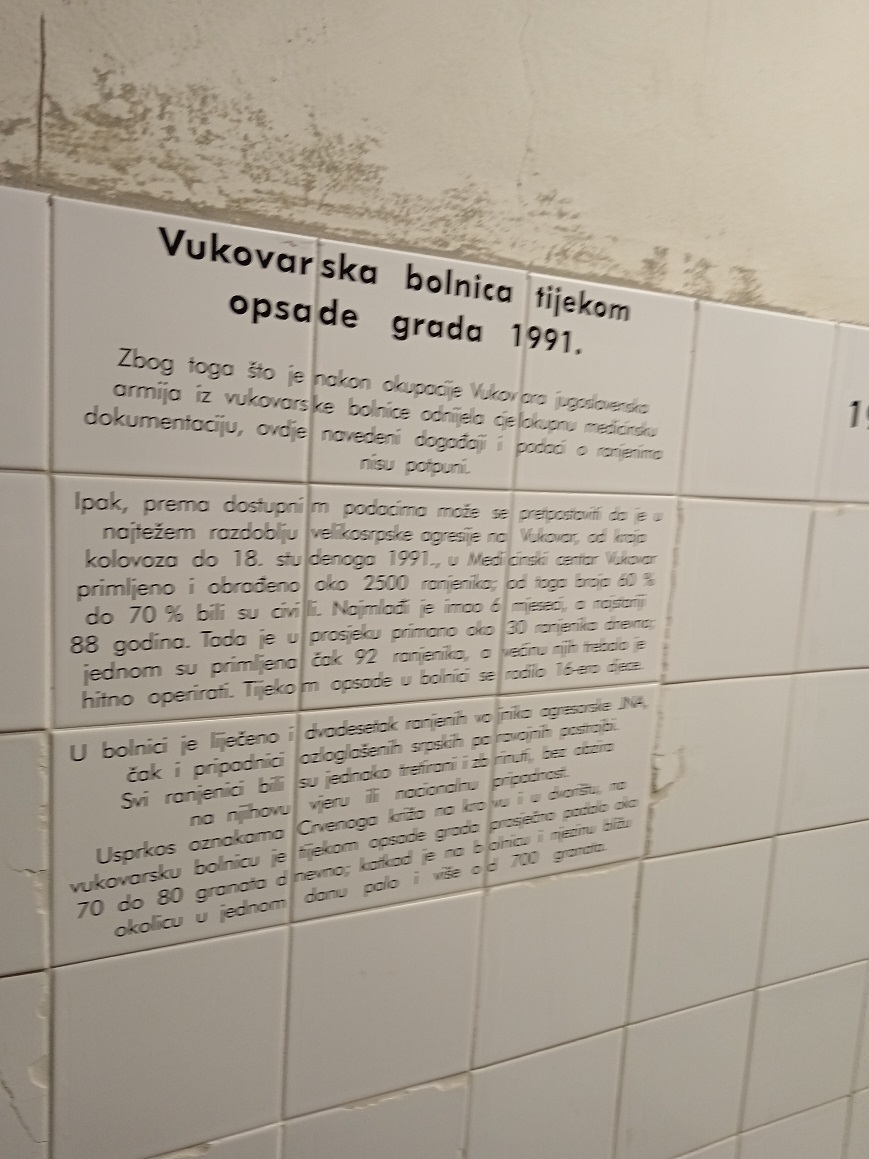 Vukovarska bolnica tijekom
opsade grada 1991.
Zbog toga što je nakon okupacije Vukovara jugoslavenska
armija iz vukovarske bolnice odnijela cjelokupnu medicinsku
dokumentaciju, ovdje navedeni događaji i podaci o ranjenima
nisu potpuni.
Ipak, prema dostupnim podacima može se pretpostaviti da je u
najtežem razdoblju velikosrpske agresije na Vukovar, od kraja
kolovoza do 18. studenoga 1991., u Medicinski centar Vukovar
primljeno i obrađeno oko 2500 ranjenika; od toga broja 60 %
do 70 % bili su civili. Najmlađi je imao 6 mjeseci, a najstariji
88 godina. Tada je u prosjeku primano oko 30 ranjenika dnevno;
jednom su primljena čak 92 ranjenika, a većinu njih trebalo je
hitno operirati. Tijekom opsade u bolnici se rodilo 16-ero djece.
U bolnici je liječeno i dvadesetak ranjenih vojnika agresorske JNA,
čak i pripadnici ozloglašenih srpskih paravojnih postrojbi.
Svi ranjenici bili su jednako tretirani i zbrinuti, bez obzira
na njihovu vjeru ili nacionalnu pripadnost.
Usprkos oznakama Crvenoga križa na krovu i u dvorištu, na
vukovarsku bolnicu je tijekom opsade grada prosječno padalo oko
70 do 80 granata dnevno; katkad je na bolnicu i njezinu bližu
okolicu u jednom danu palo i više od 700 granata.